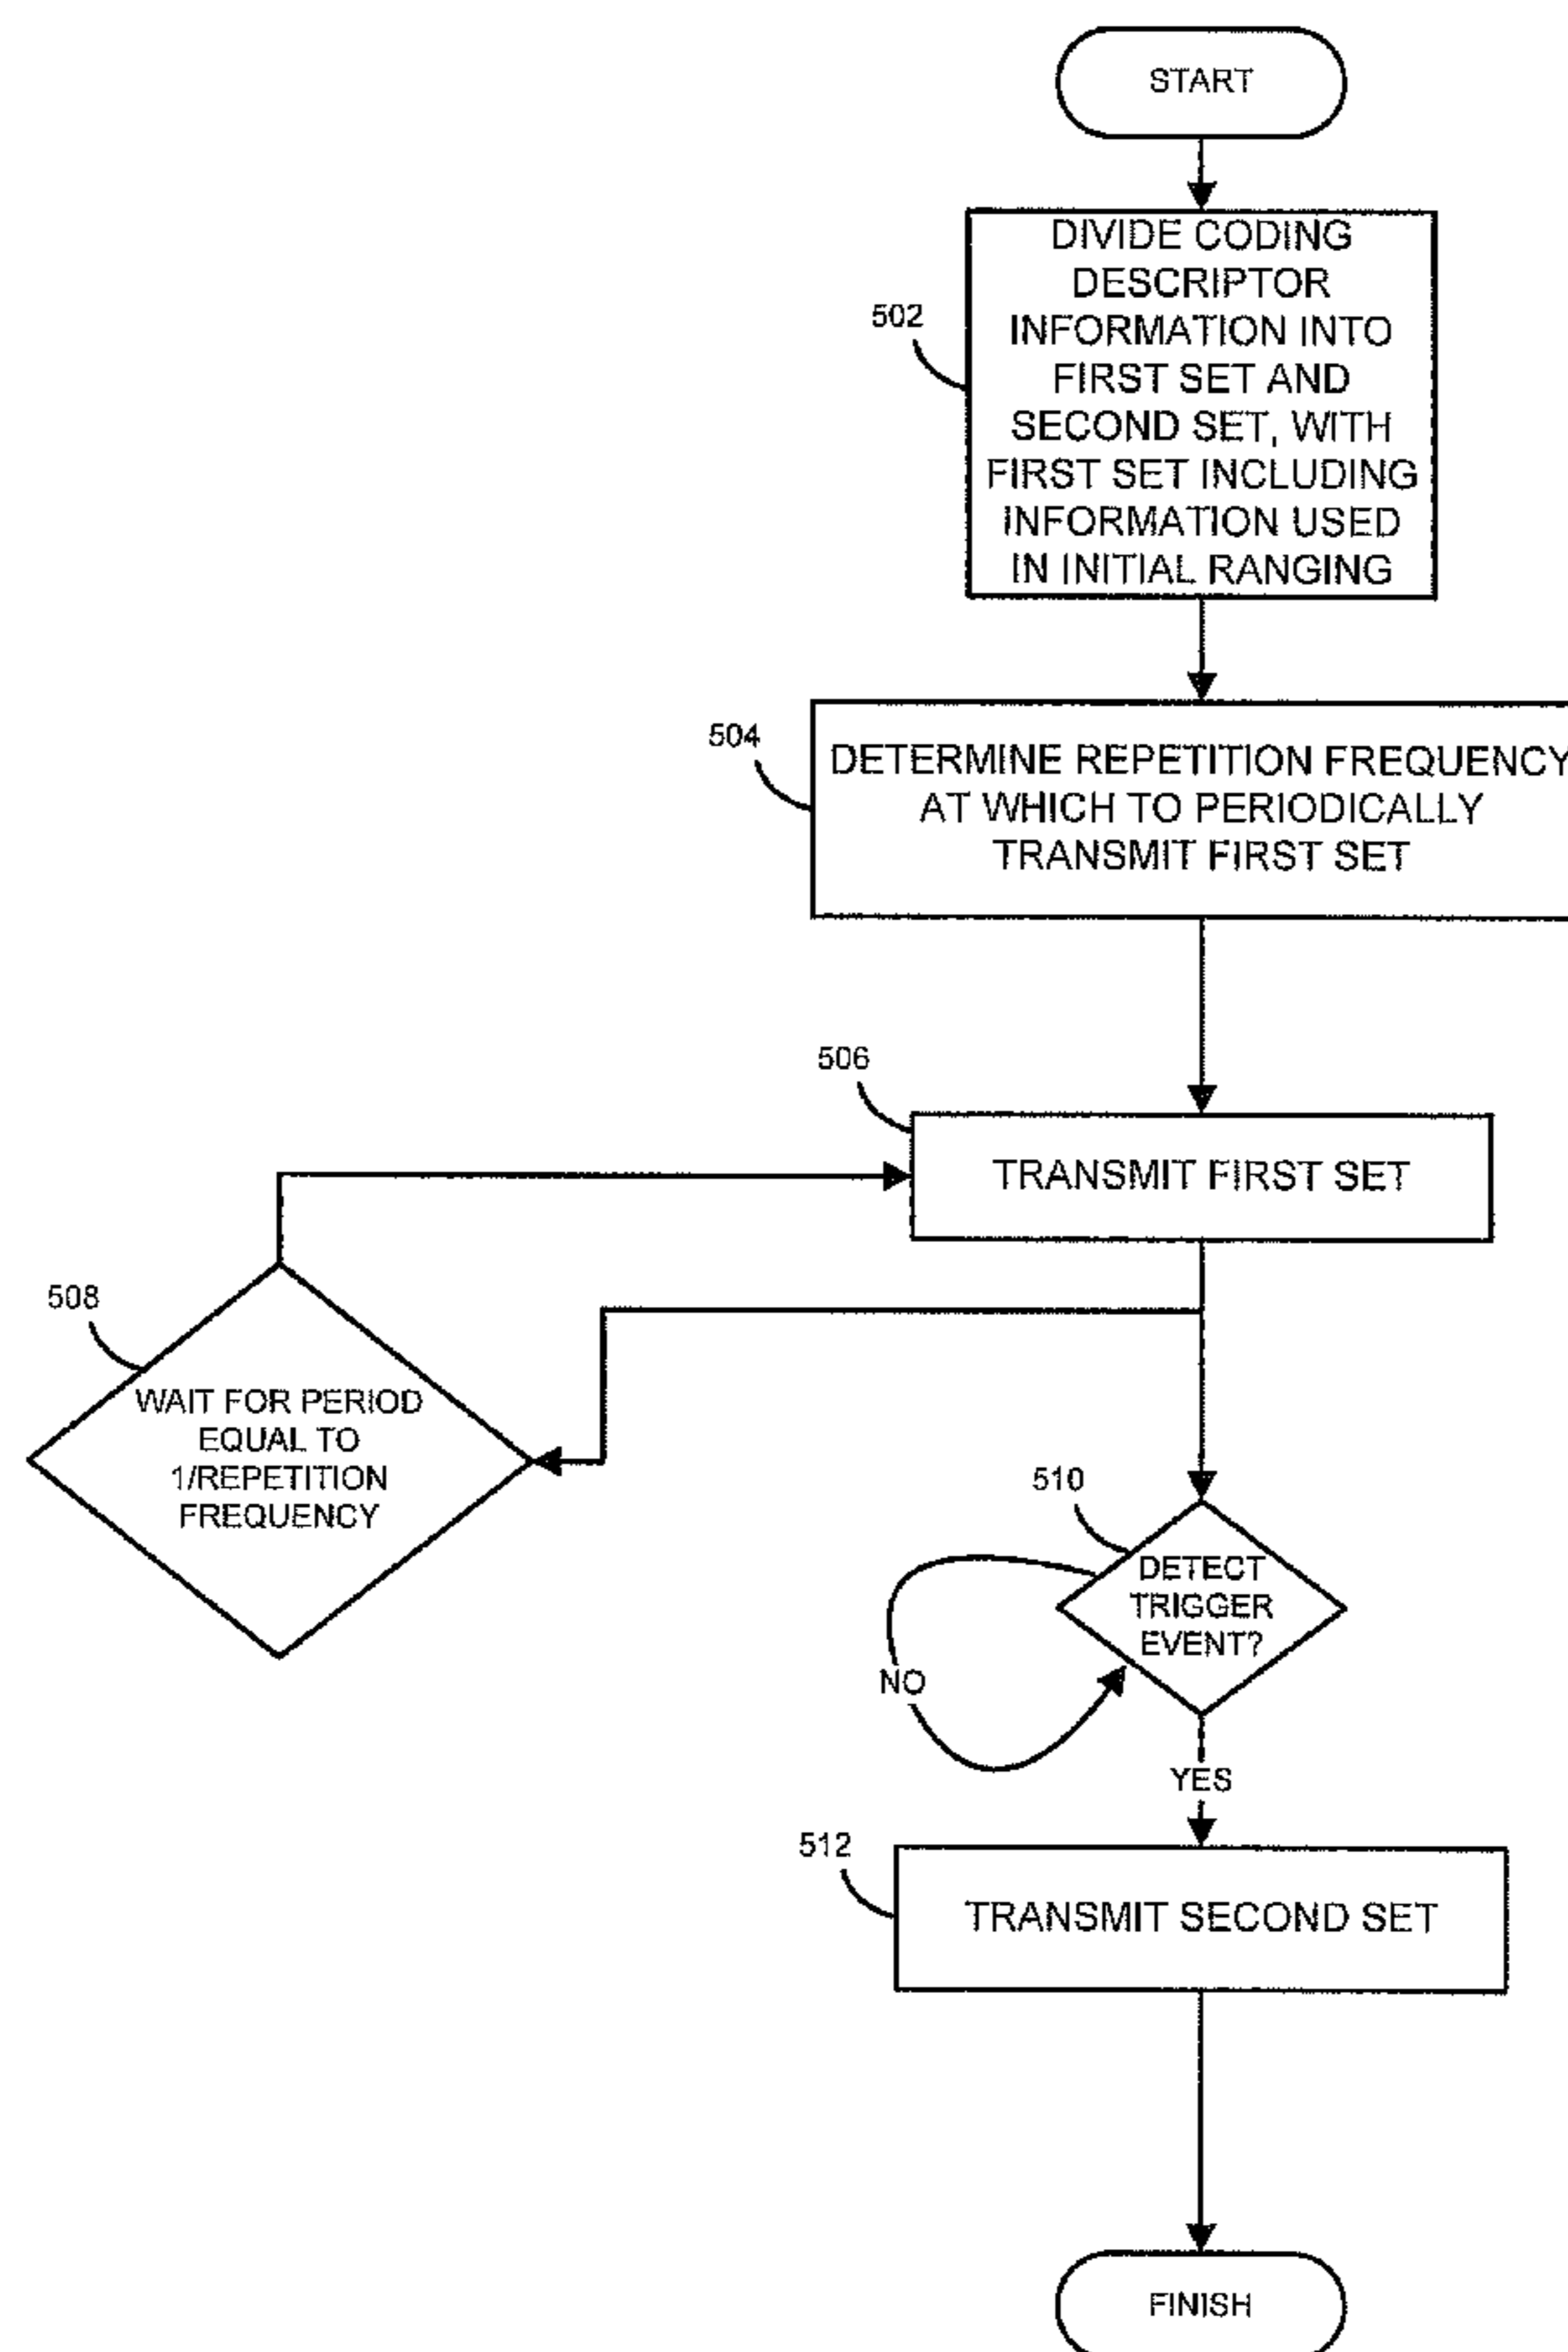 START
502
DIVIDE CODING
DESCRIPTOR
INFORMATION INTO
FIRST SET AND
SECOND SET, WITH
FIRST SET INCLUDING
INFORMATION USED
IN INITIAL RANGING
504
DETERMINE REPETITION FREQUENCY
AT WHICH TO PERIODICALLY
TRANSMIT FIRST SET
506
TRANSMIT FIRST SET
508
WAIT FOR PERIOD
EQUAL TO
1/REPETITION
FREQUENCY
510
DETECT
TRIGGER
EVENT?
NO
YES
512
TRANSMIT SECOND SET
FINISH